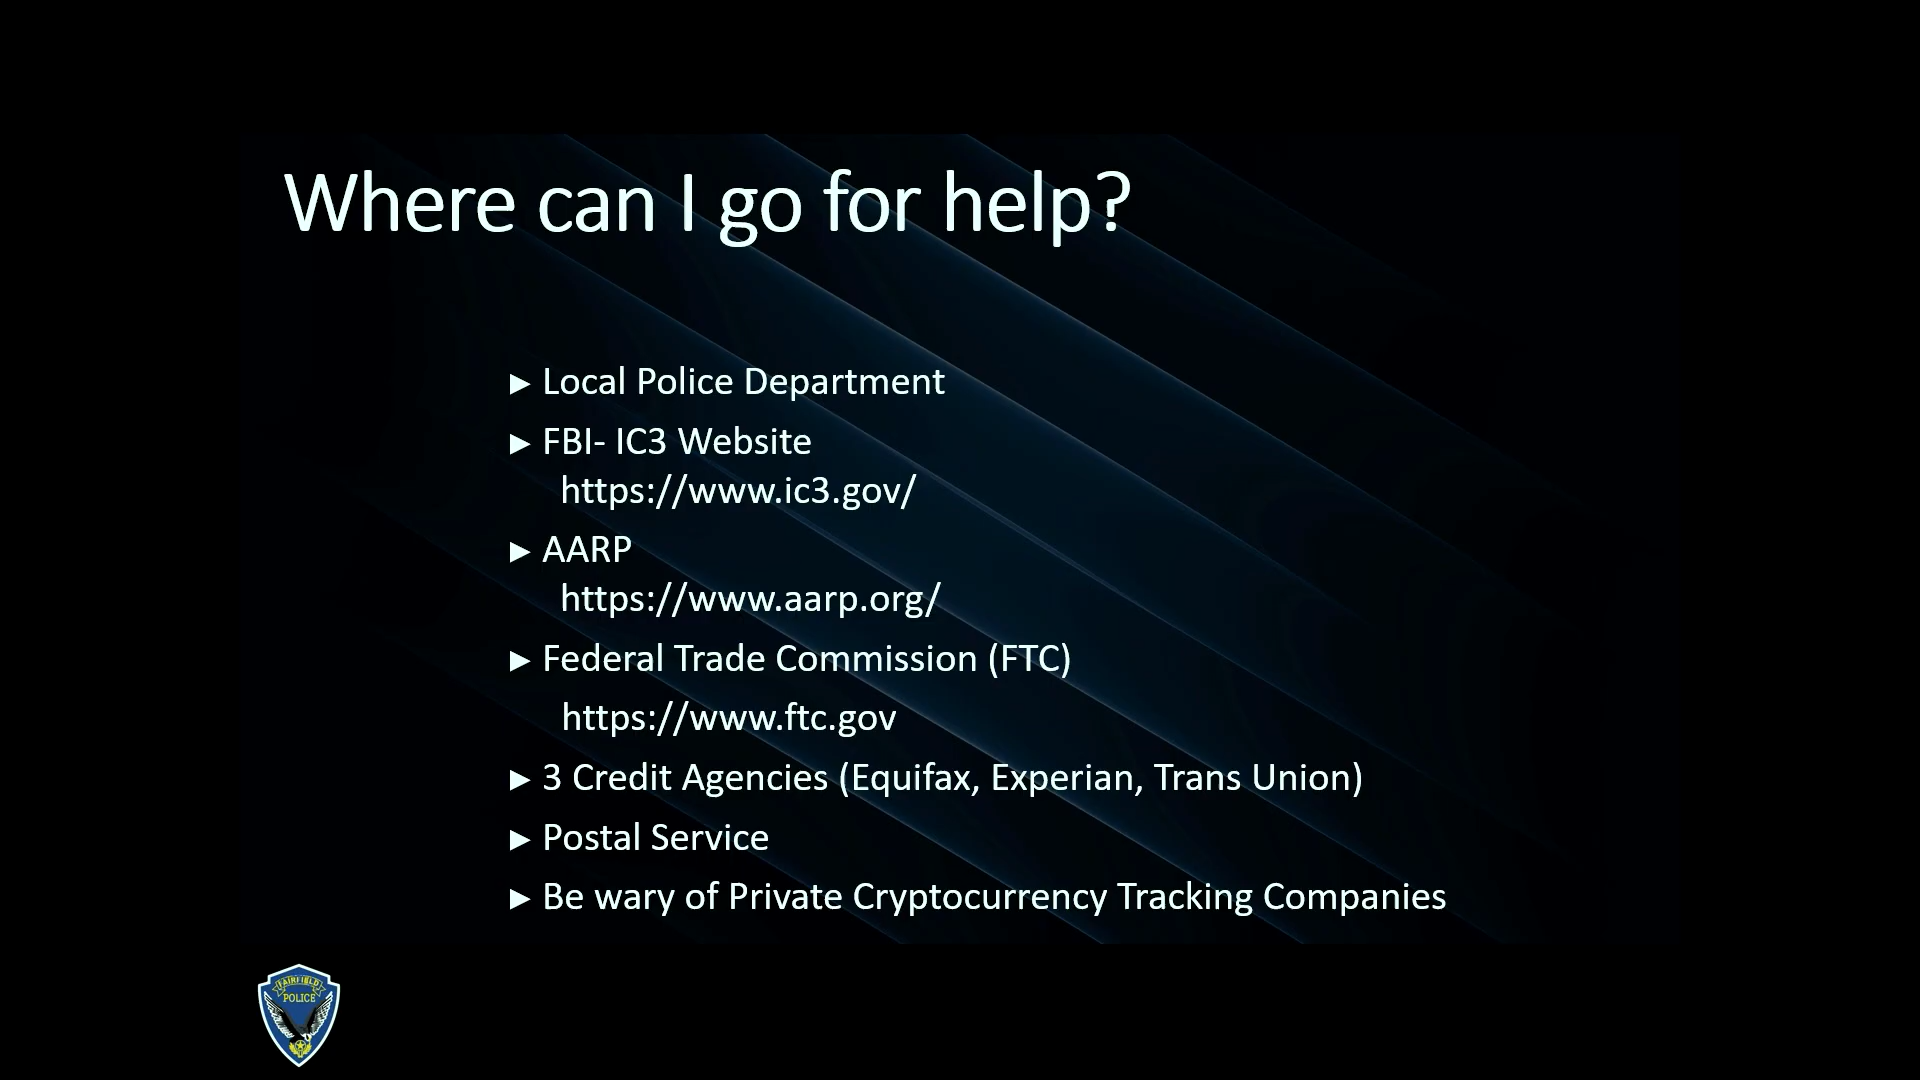 Where can I go for help?
► Local Police Department
► FBI- IC3 Website
https://www.ic3.gov/
► AARP
https://www.aarp.org/
► Federal Trade Commission (FTC)
https://www.ftc.gov
► 3 Credit Agencies (Equifax, Experian, Trans Union)
► Postal Service
► Be wary of Private Cryptocurrency Tracking Companies
FAIRFIELD
POLICE